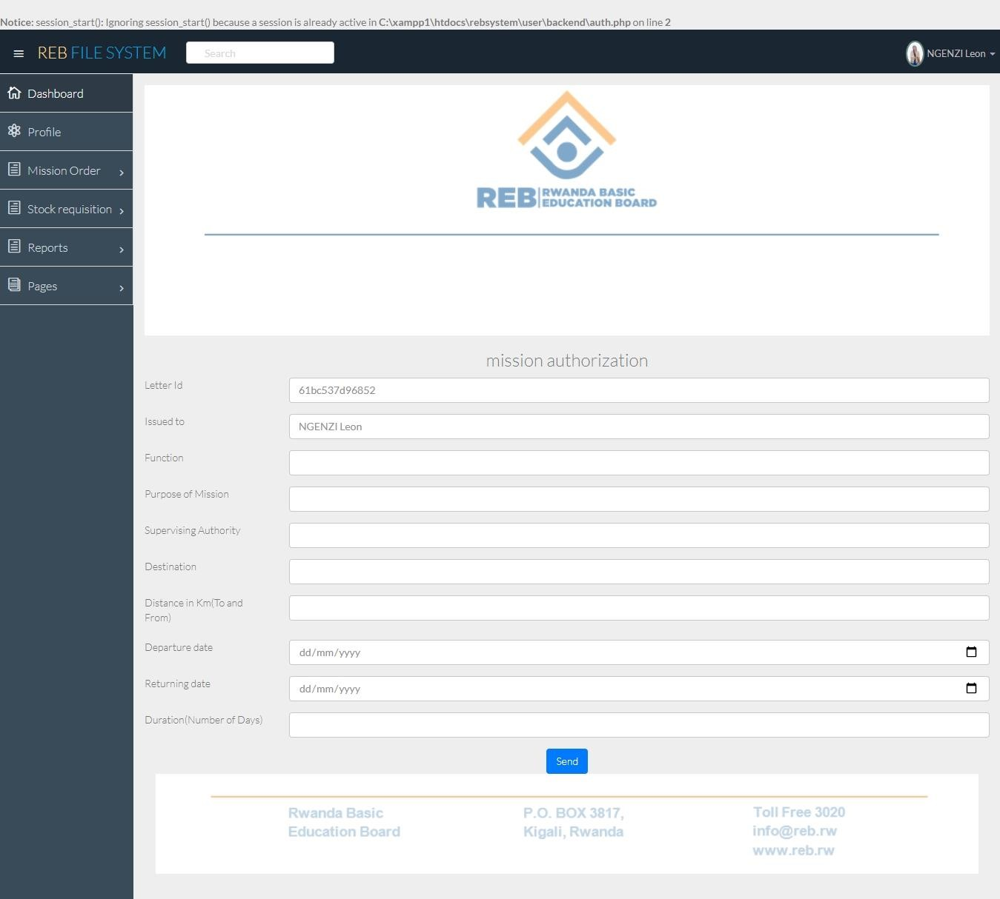 Notice: session_start(): Ignoring session_start() because a session is already active in C:\xampp1\htdocs\rebsystem\user\backend\auth.php on line 2
REB FILE SYSTEM
Search
NGENZI Leon
Dashboard
Profile
Mission Order
Stock requisition
Reports
Pages
REB RWANDA BASIC
EDUCATION BOARD
mission authorization
Letter Id
61bc537d96852
Issued to
NGENZI Leon
Function
Purpose of Mission
Supervising Authority
Destination
Distance in Km(To and
From)
Departure date
dd/mm/yyyy
Returning date
dd/mm/yyyy
Duration(Number of Days)
Send
Rwanda Basic
Education Board
P.O. BOX 3817,
Kigali, Rwanda
Toll Free 3020
info@reb.rw
www.reb.rw